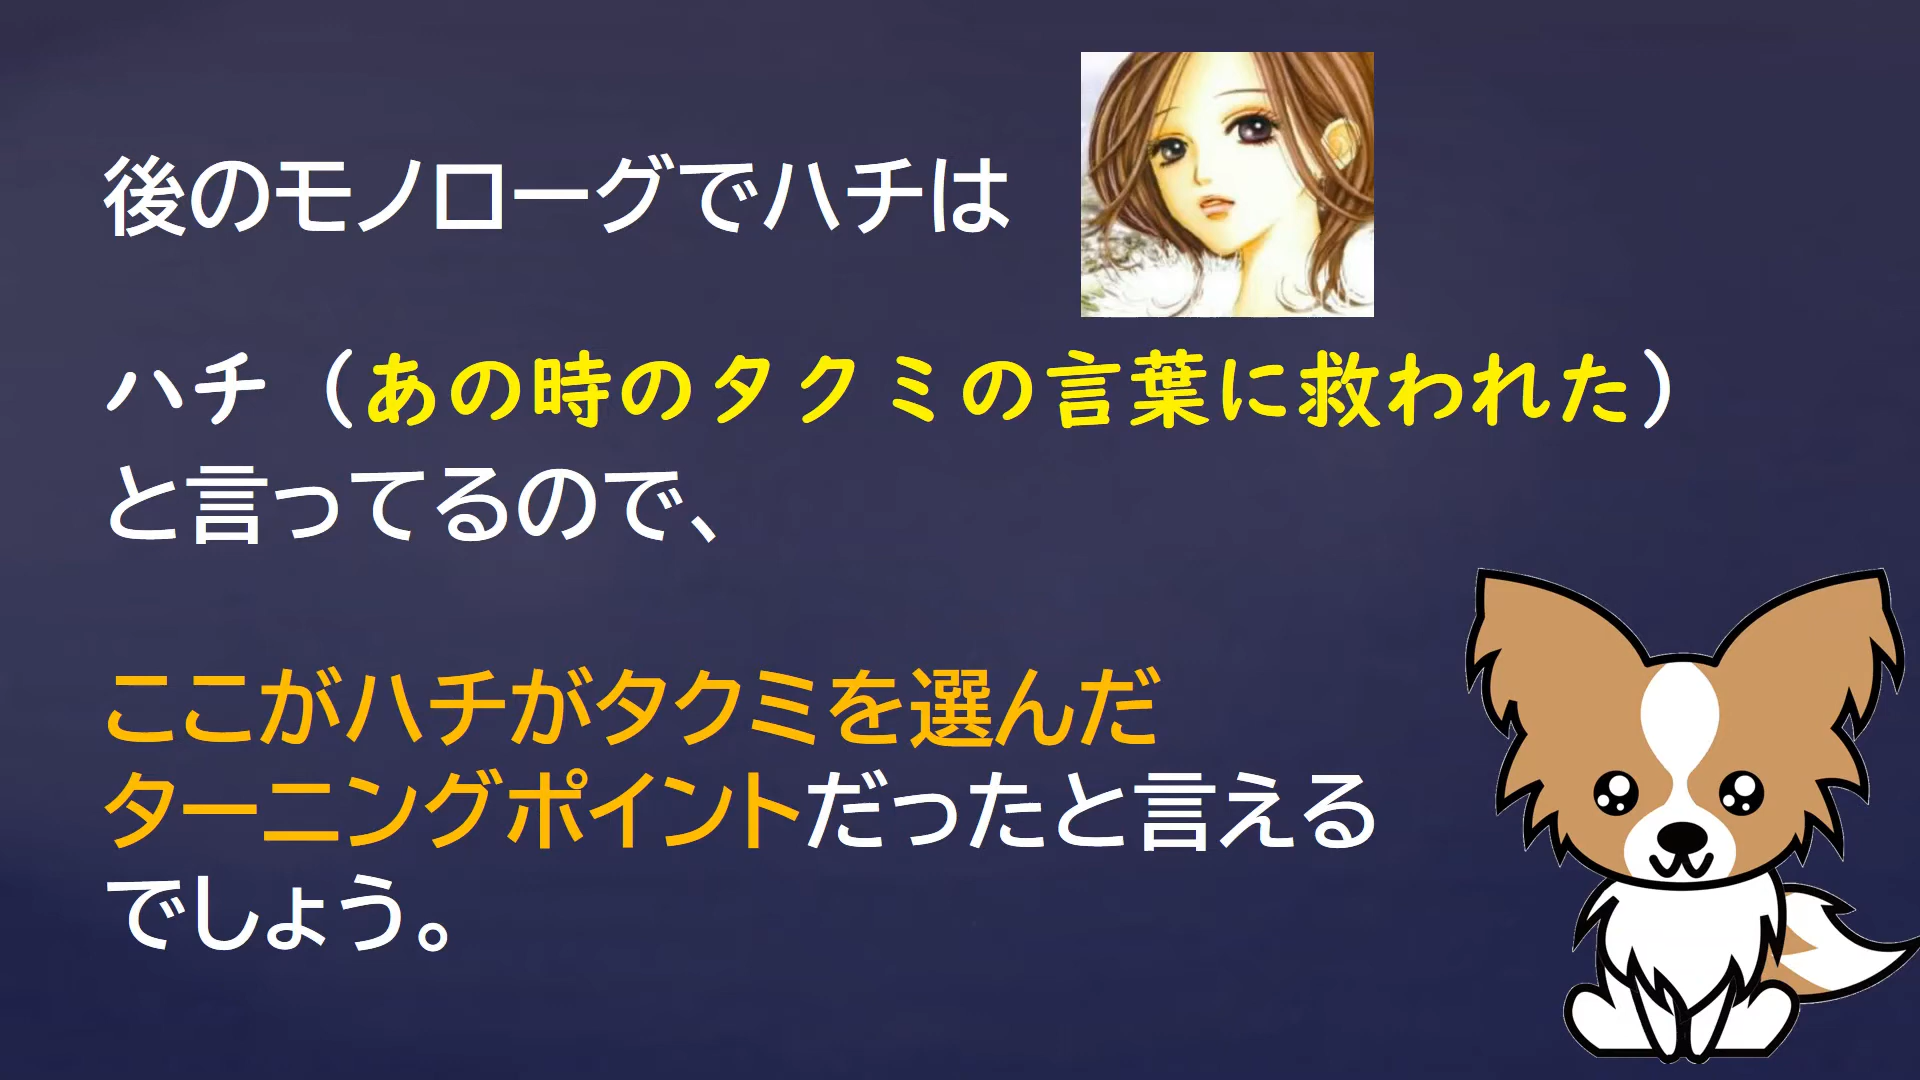 後のモノローグでハチは
ハチ（あの時のタクミの言葉に救われた）
と言ってるので、
ここがハチがタクミを選んだ
ターニングポイントだったと言える
でしょう。